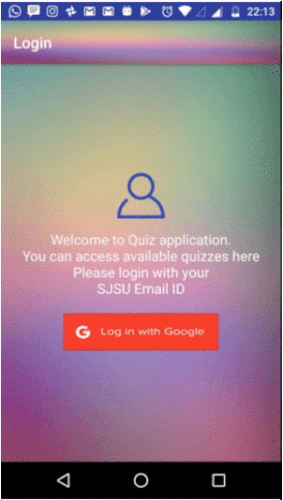 22:13
Login
Welcome to Quiz application.
You can access available quizzes here
Please login with your
SJSU Email ID
G Log in with Google